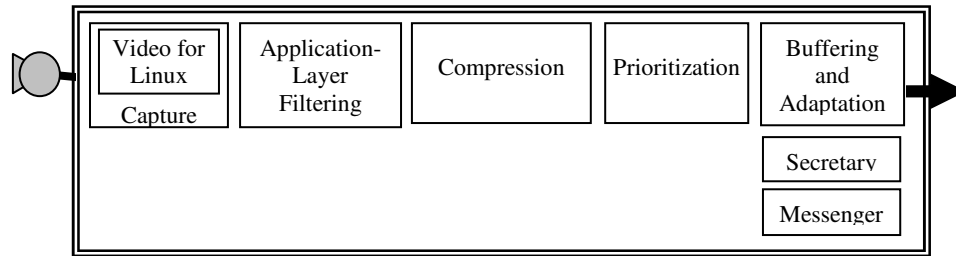 Video for
Linux
Capture
Application-
Layer
Filtering
Compression
Prioritization
Buffering
and
Adaptation
Secretary
Messenger